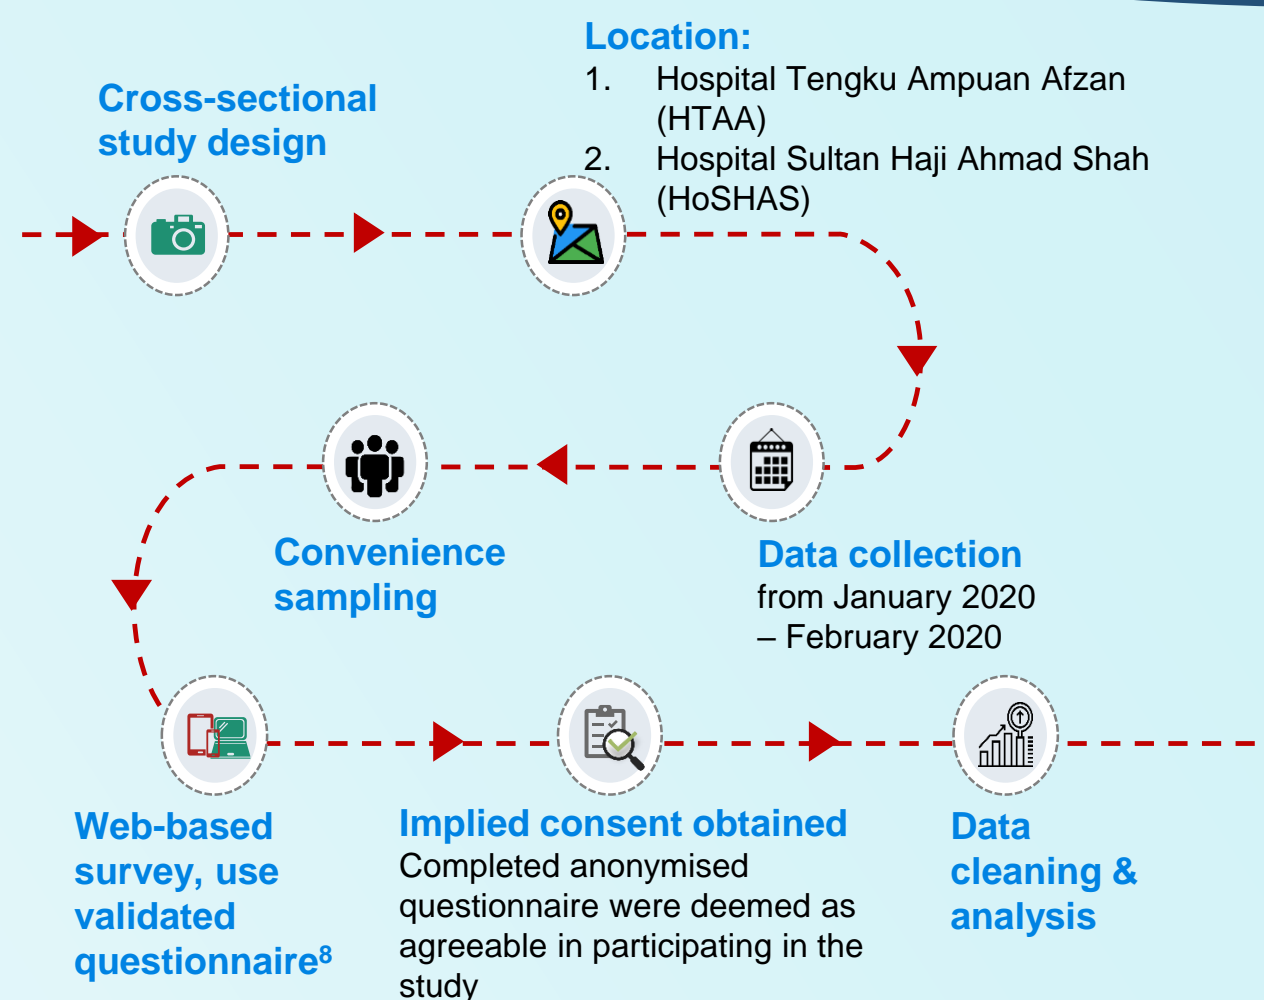 Cross-sectional
study design
Location:
1. Hospital Tengku Ampuan Afzan
(HTAA)
2. Hospital Sultan Haji Ahmad Shah
(HoSHAS)
Data collection
from January 2020
– February 2020
Convenience
sampling
Web-based
survey, use
validated
questionnaire⁸
Implied consent obtained
Completed anonymised
questionnaire were deemed as
agreeable in participating in the
study
Data
cleaning &
analysis